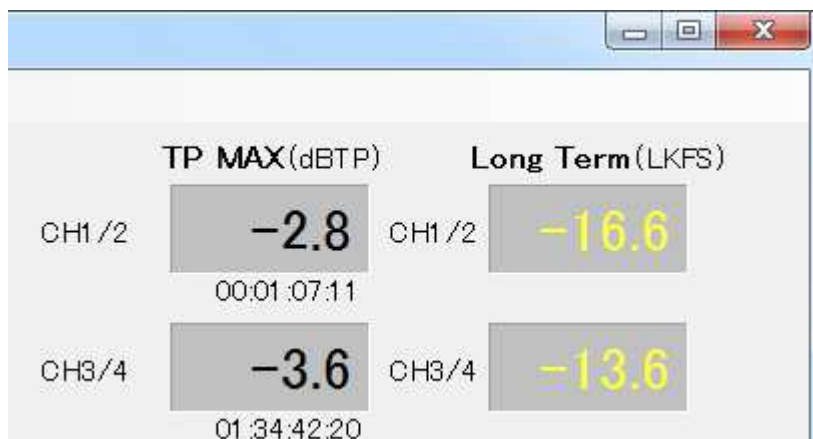 TP MAX(dBTP) Long Term(LKFS)
CH1/2 -2.8 CH1/2 -16.6
00:01:07:11
CH3/4 -3.6 CH3/4 -13.6
01:34:42:20